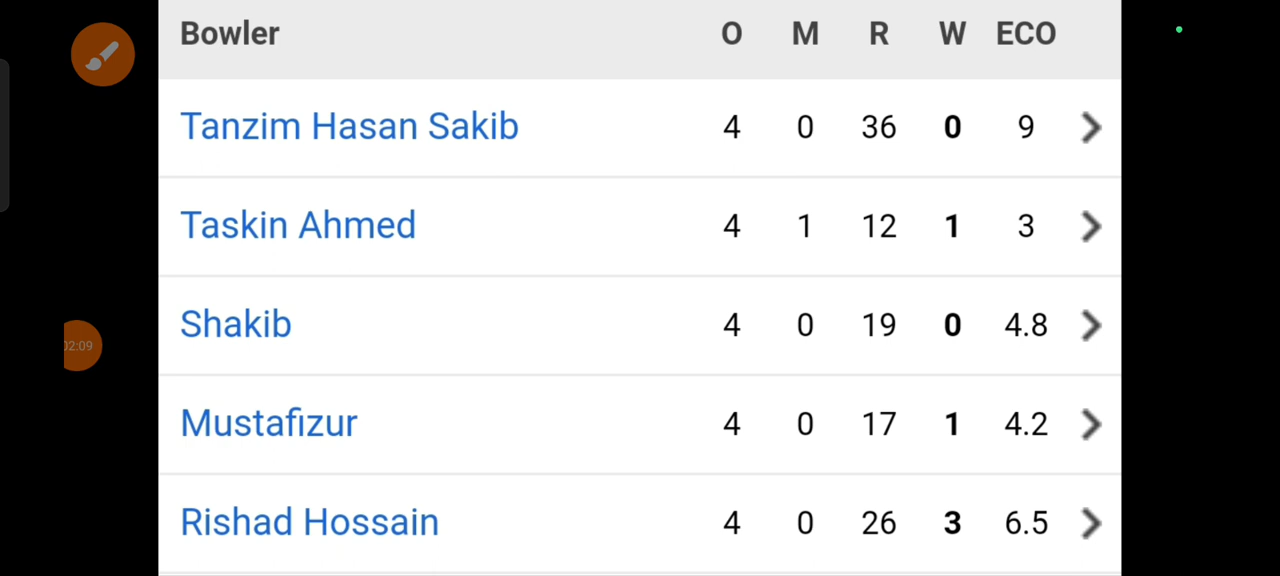 Bowler O M R W ECO
Tanzim Hasan Sakib 4 0 36 0 9
Taskin Ahmed 4 1 12 1 3
Shakib 4 0 19 0 4.8
02:09
Mustafizur 4 0 17 1 4.2
Rishad Hossain 4 0 26 3 6.5